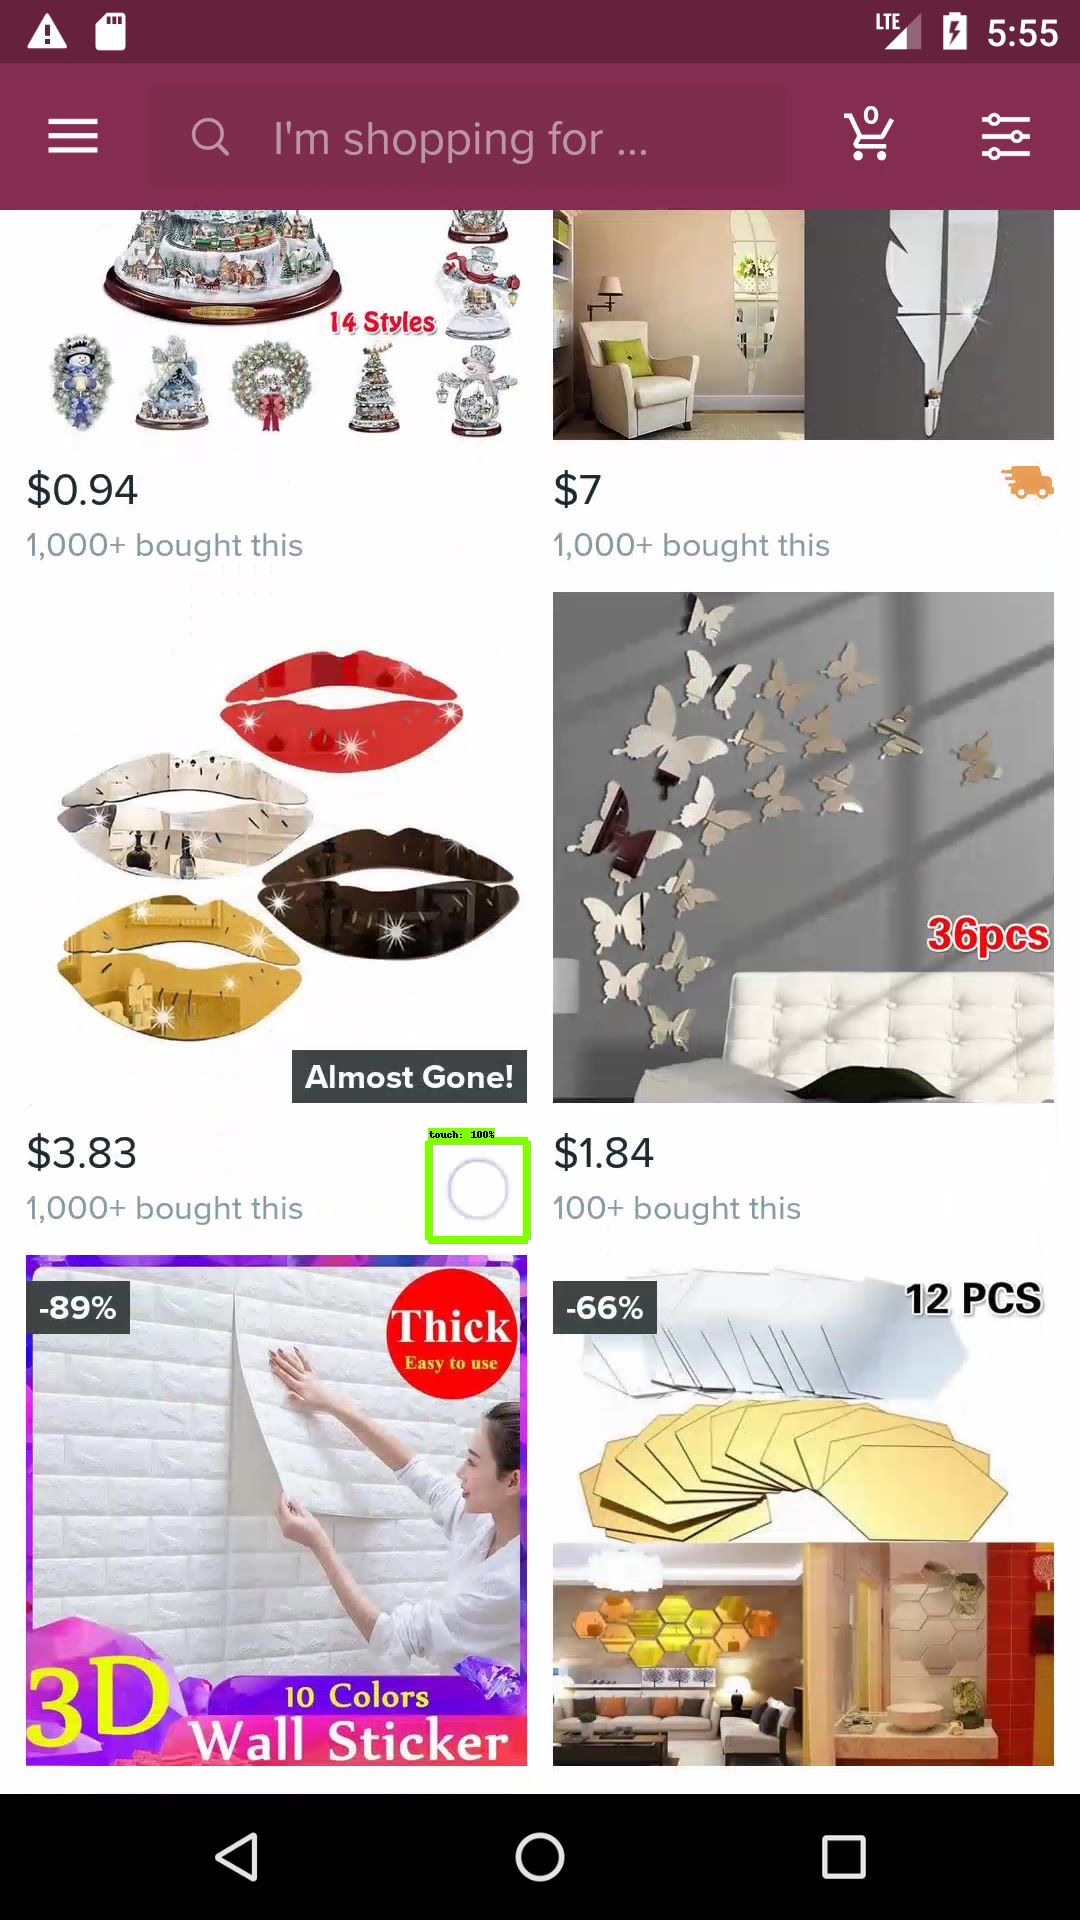 LTE 5:55
I'm shopping for ...
0
14 Styles
$0.94
1,000+ bought this
$7
1,000+ bought this
36pcs
Almost Gone!
$3.83
1,000+ bought this
touch: 100%
$1.84
100+ bought this
-89%
Thick
Easy to use
3D
10 Colors
Wall Sticker
-66%
12 PCS